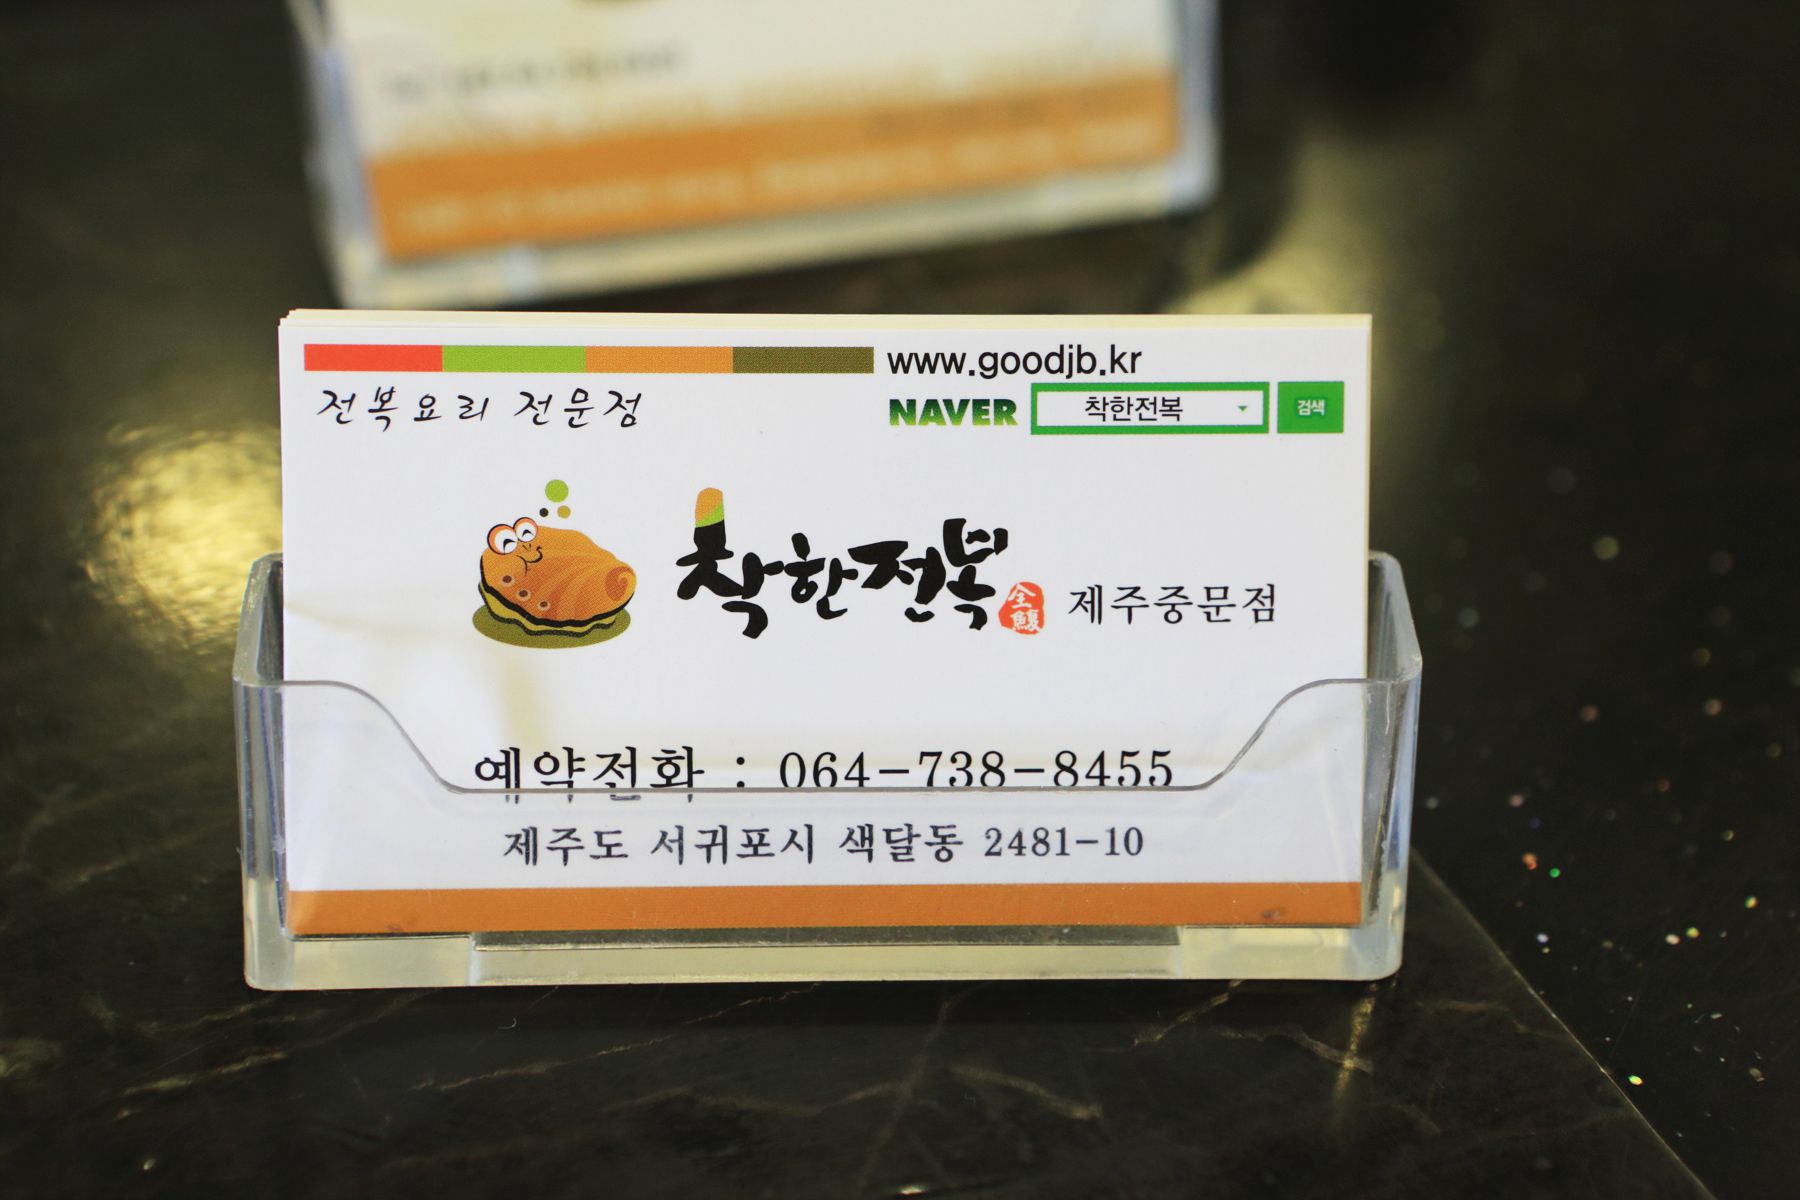 www.goodjb.kr
전복요리 전문점
NAVER 착한전복 검색
착한전복 全鰒 제주중문점
예약전화 : 064-738-8455
제주도 서귀포시 색달동 2481-10